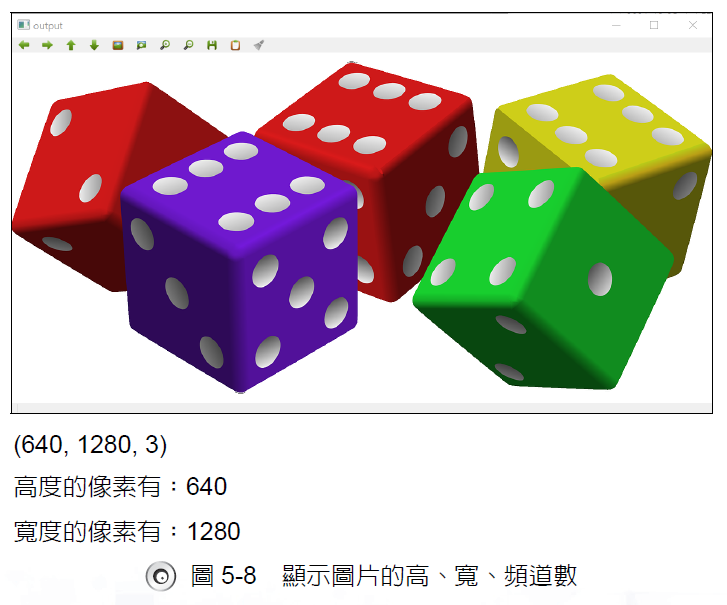 output
(640, 1280, 3)
高度的像素有：640
寬度的像素有：1280
圖 5-8 顯示圖片的高、寬、頻道數